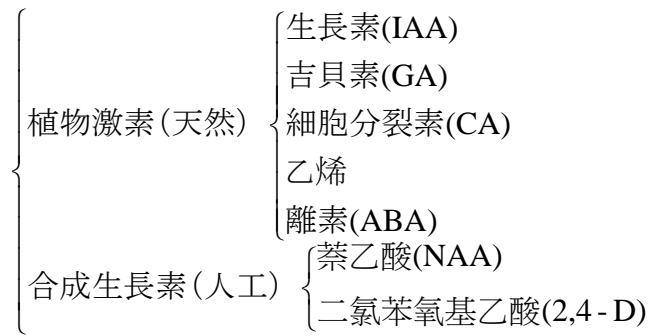 植物激素(天然)
生長素(IAA)
吉貝素(GA)
細胞分裂素(CA)
乙烯
離素(ABA)
合成生長素(人工)
萘乙酸(NAA)
二氯苯氧基乙酸(2,4 - D)